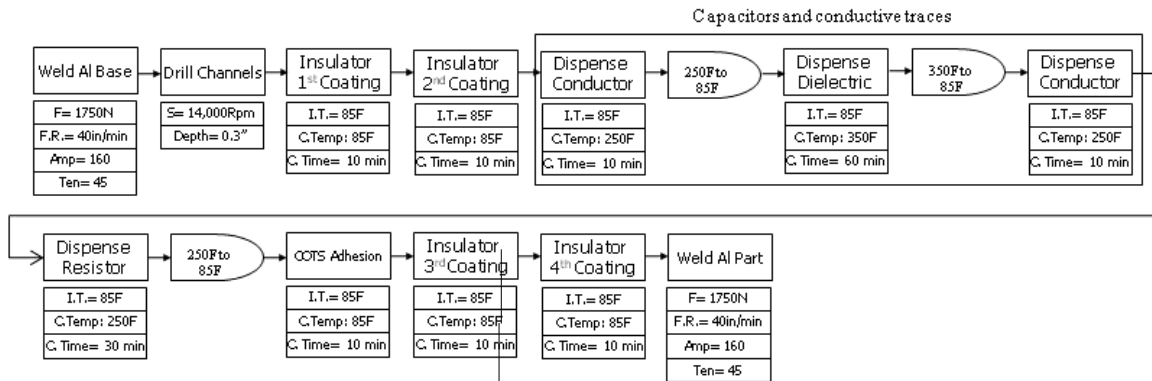 Capacitors and conductive traces
Weld Al Base
F= 1750N
F.R.= 40in/min
Amp= 160
Ten= 45
Drill Channels
S= 14,000Rpm
Depth= 0.3"
Insulator
1st Coating
I.T.= 85F
C.Temp: 85F
C. Time= 10 min
Insulator
2nd Coating
I.T.= 85F
C.Temp: 85F
C. Time= 10 min
Dispense
Conductor
I.T.= 85F
C.Temp: 250F
C. Time= 10 min
250F to
85F
Dispense
Dielectric
I.T.= 85F
C.Temp: 350F
C. Time= 60 min
350F to
85F
Dispense
Conductor
I.T.= 85F
C.Temp: 250F
C. Time= 10 min
Dispense
Resistor
I.T.= 85F
C.Temp: 250F
C. Time= 30 min
250F to
85F
COTS Adhesion
I.T.= 85F
C.Temp: 85F
C. Time= 10 min
Insulator
3rd Coating
I.T.= 85F
C.Temp: 85F
C. Time= 10 min
Insulator
4th Coating
I.T.= 85F
C.Temp: 85F
C. Time= 10 min
Weld Al Part
F= 1750N
F.R.= 40in/min
Amp= 160
Ten= 45